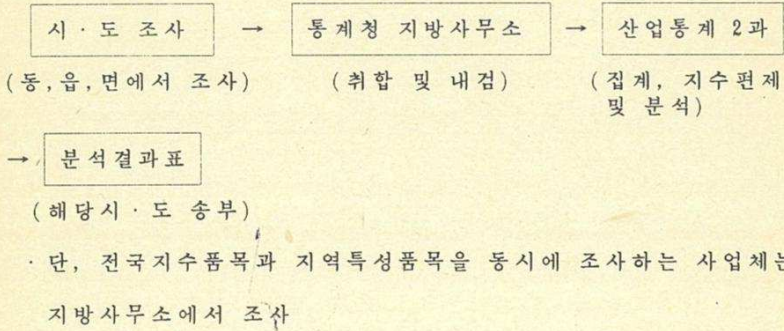 시 · 도 조사 → 통계청 지방사무소 → 산업통계 2과
(동,읍,면에서 조사) (취합 및 내검) (집계, 지수편제
및 분석)
→ 분석결과표
(해당시 · 도 송부)
· 단, 전국지수품목과 지역특성품목을 동시에 조사하는 사업체는
지방사무소에서 조사